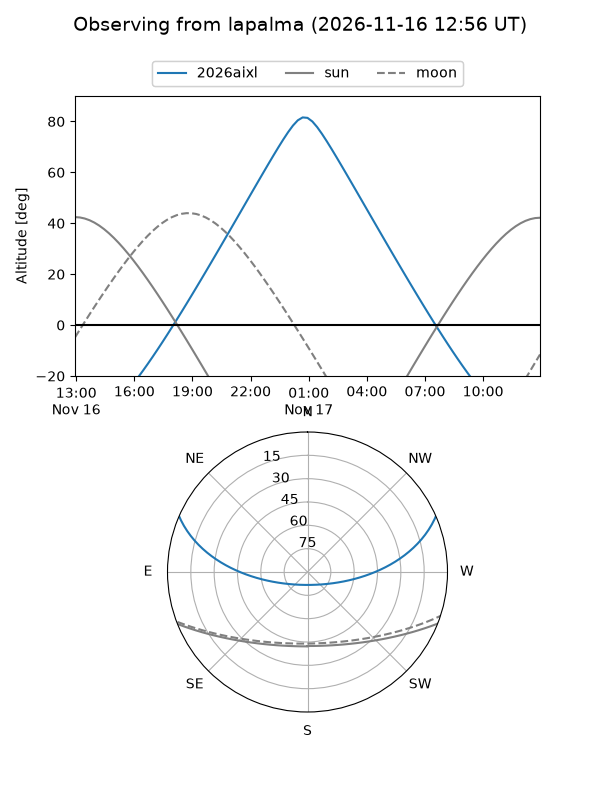 Observing from lapalma (2026-11-16 12:56 UT)
2026aixl sun moon
Altitude [deg]
80
60
40
20
0
−20
13:00 16:00 19:00 22:00 01:00 04:00 07:00 10:00
Nov 16 Nov 17
N
NE NW
15
30
45
60
75
E W
SE SW
S